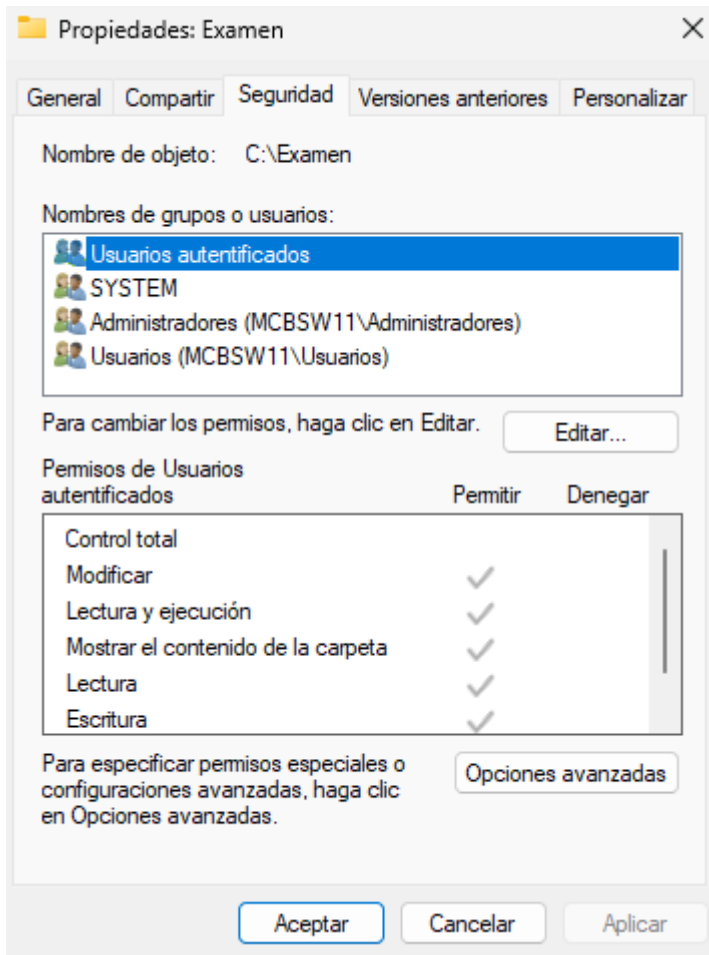 Propiedades: Examen
General Compartir Seguridad Versiones anteriores Personalizar
Nombre de objeto: C:\Examen
Nombres de grupos o usuarios:
Usuarios autentificados
SYSTEM
Administradores (MCBSW11\Administradores)
Usuarios (MCBSW11\Usuarios)
Para cambiar los permisos, haga clic en Editar. Editar...
Permisos de Usuarios
autentificados Permitir Denegar
Control total
Modificar
Lectura y ejecución
Mostrar el contenido de la carpeta
Lectura
Escritura
Para especificar permisos especiales o
configuraciones avanzadas, haga clic
en Opciones avanzadas.
Opciones avanzadas
Aceptar Cancelar Aplicar